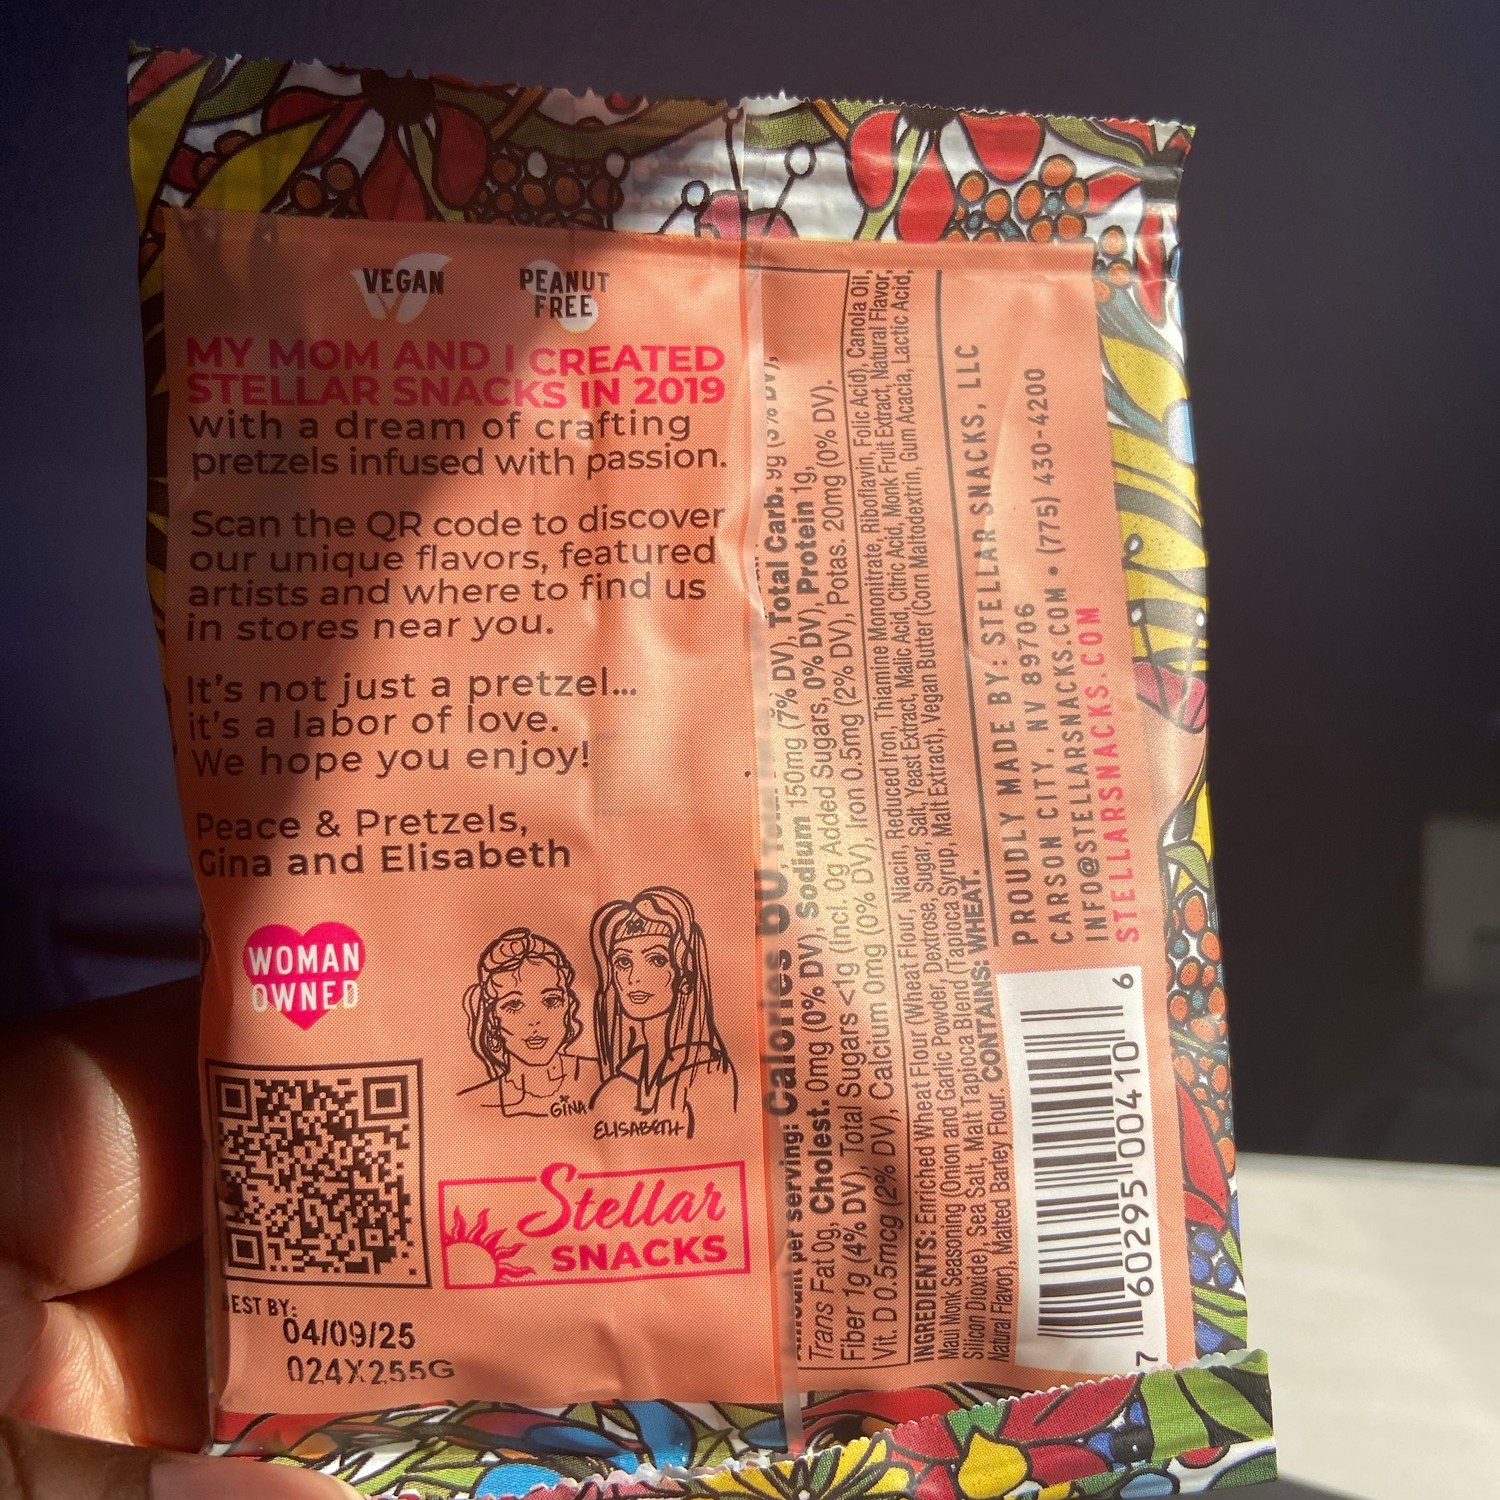 VEGAN
PEANUT
FREE
MY MOM AND I CREATED
STELLAR SNACKS IN 2019
with a dream of crafting
pretzels infused with passion.
Scan the QR code to discover
our unique flavors, featured
artists and where to find us
in stores near you.
It's not just a pretzel...
it's a labor of love.
We hope you enjoy!
Peace & Pretzels,
Gina and Elisabeth
WOMAN
OWNED
GINA
ELISABETH
Stellar
SNACKS
BEST BY:
04/09/25
024X255G
per serving: Calories
Trans Fat 0g, Cholest. 0mg (0% DV), Sodium 150mg (7% DV), Total Carb. 9g (3% DV),
Fiber 1g (4% DV), Total Sugars <1g (Incl. 0g Added Sugars, 0% DV), Protein 1g,
Vit. D 0.5mcg (2% DV), Calcium 0mg (0% DV), Iron 0.5mg (2% DV), Potas. 20mg (0% DV).
INGREDIENTS: Enriched Wheat Flour (Wheat Flour, Niacin, Reduced Iron, Thiamine Mononitrate, Riboflavin, Folic Acid), Canola Oil,
Maui Monk Seasoning (Onion and Garlic Powder, Dextrose, Sugar, Salt, Yeast Extract, Malic Acid, Citric Acid, Monk Fruit Extract, Natural Flavor,
Silicon Dioxide), Sea Salt, Malt Tapioca Blend (Tapioca Syrup, Malt Extract), Vegan Butter (Corn Maltodextrin, Gum Acacia, Lactic Acid,
Natural Flavor), Malted Barley Flour. CONTAINS: WHEAT.
PROUDLY MADE BY: STELLAR SNACKS, LLC
CARSON CITY, NV 89706
INFO@STELLARSNACKS.COM • (775) 430-4200
STELLARSNACKS.COM
7 60295 00410 6